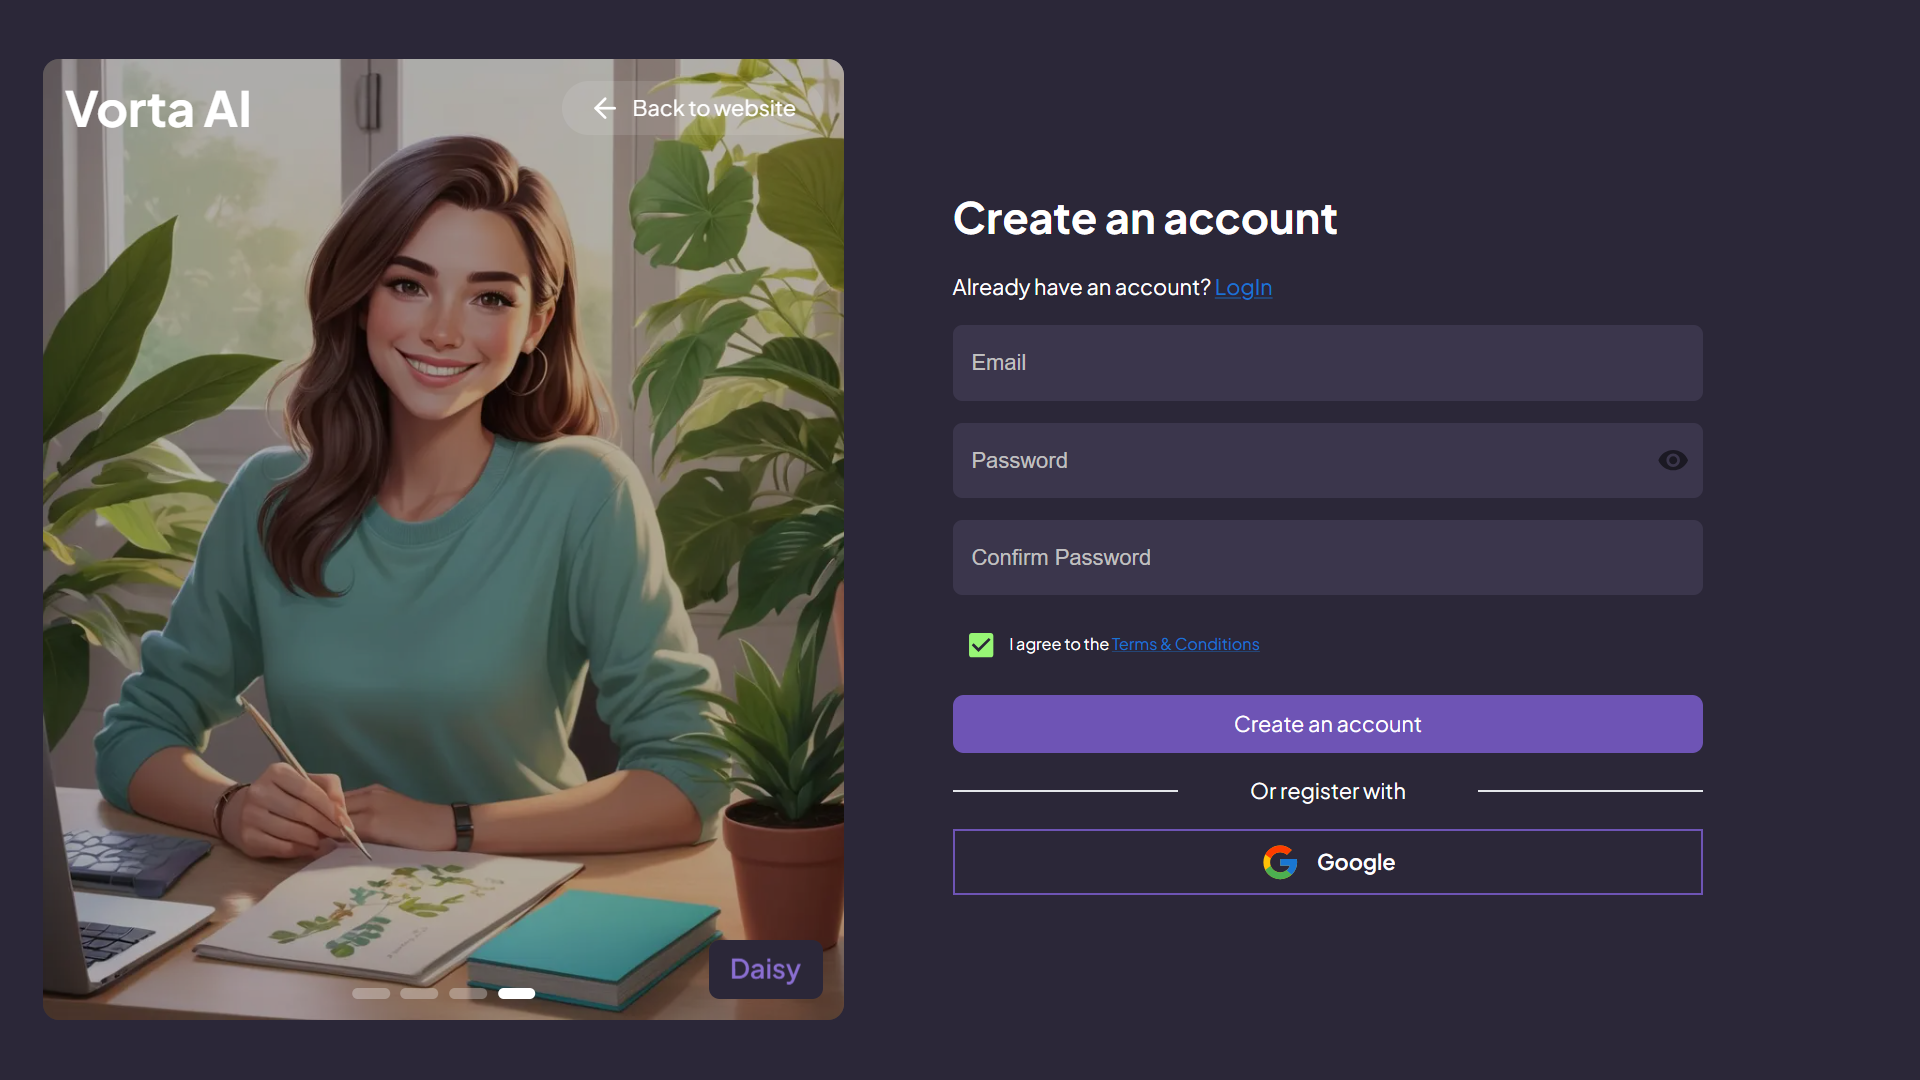 Vorta AI
Back to website
Daisy
Create an account
Already have an account? LogIn
Email
Password
Confirm Password
I agree to the Terms & Conditions
Create an account
Or register with
Google